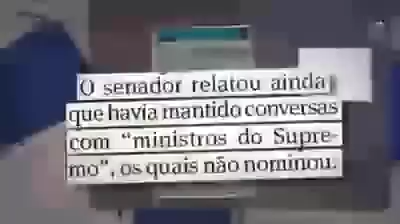 O senador relatou ainda
que havia mantido conversas
com “ministros do Supre-
mo”, os quais não nominou.